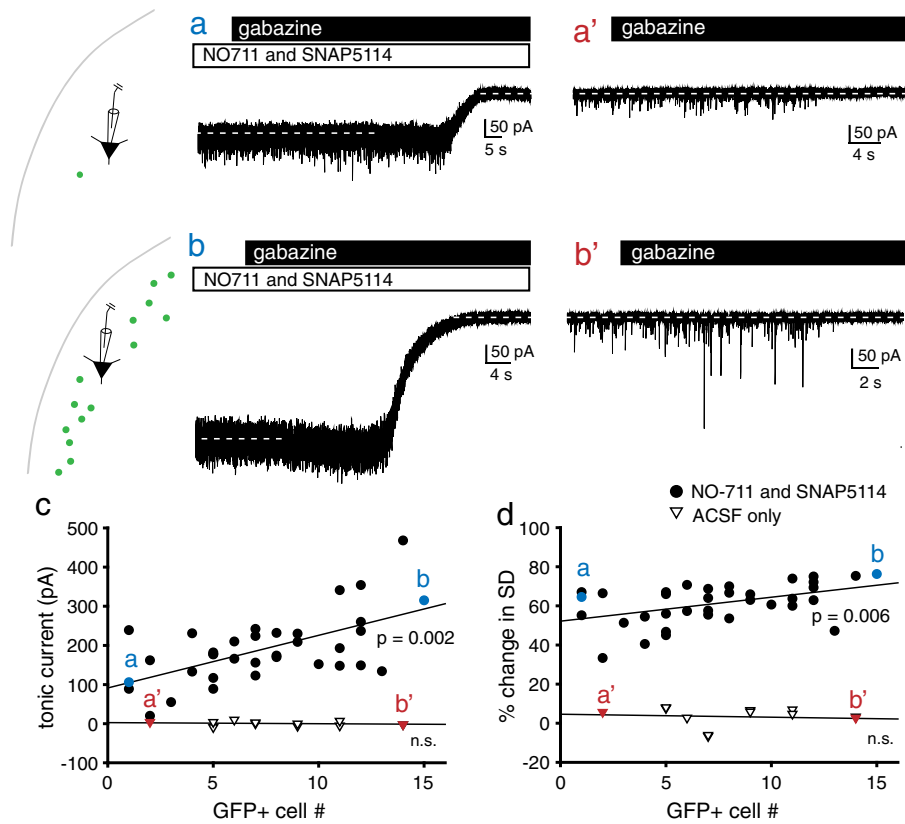 a
gabazine
NO711 and SNAP5114
50 pA
5 s
a'
gabazine
50 pA
4 s
b
gabazine
NO711 and SNAP5114
50 pA
4 s
b'
gabazine
50 pA
2 s
NO-711 and SNAP5114
ACSF only
c
500
400
300
200
100
0
-100
tonic current (pA)
a
b
a'
b'
p = 0.002
n.s.
0
5
10
15
GFP+ cell #
d
100
80
60
40
20
0
-20
% change in SD
a
b
a'
b'
p = 0.006
n.s.
0
5
10
15
GFP+ cell #